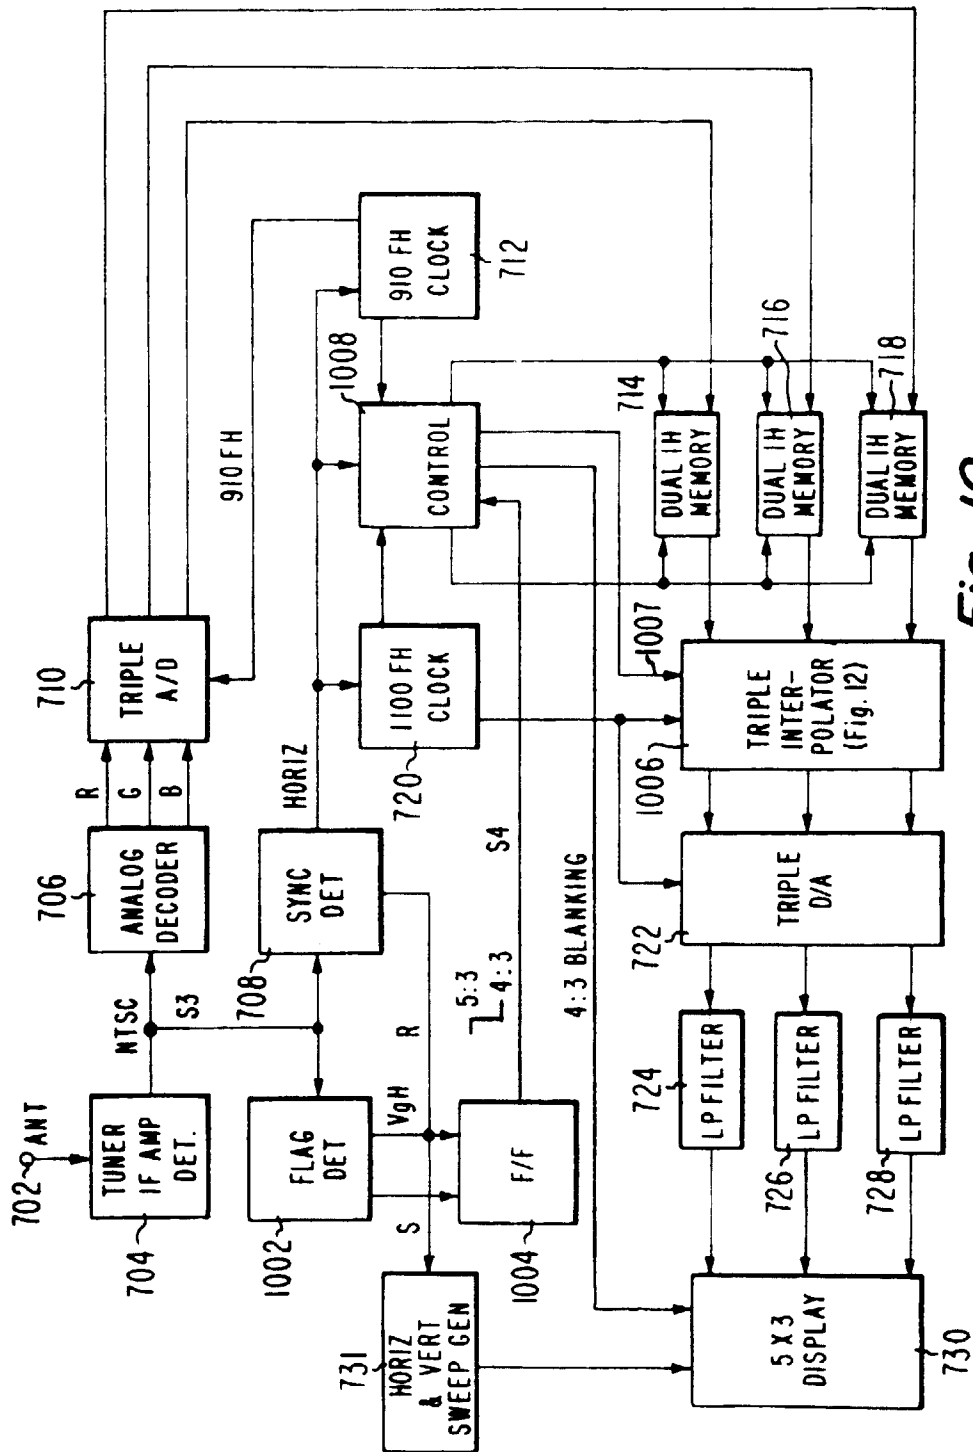 702
ANT
TUNER
IF AMP
DET.
704
NTSC
S3
706
ANALOG
DECODER
R
G
B
710
TRIPLE
A/D
910 FH
1002
FLAG
DET
708
SYNC
DET
HORIZ
720
1100 FH
CLOCK
1008
CONTROL
910 FH
CLOCK
712
V&H
R
S
F/F
1004
5:3
4:3
S4
4:3 BLANKING
731
HORIZ
& VERT
SWEEP GEN
5 X 3
DISPLAY
730
724
LP FILTER
726
LP FILTER
728
LP FILTER
722
TRIPLE
D/A
1006
TRIPLE
INTER-
POLATOR
(Fig. 12)
1007
714
DUAL 1H
MEMORY
716
DUAL 1H
MEMORY
718
DUAL 1H
MEMORY